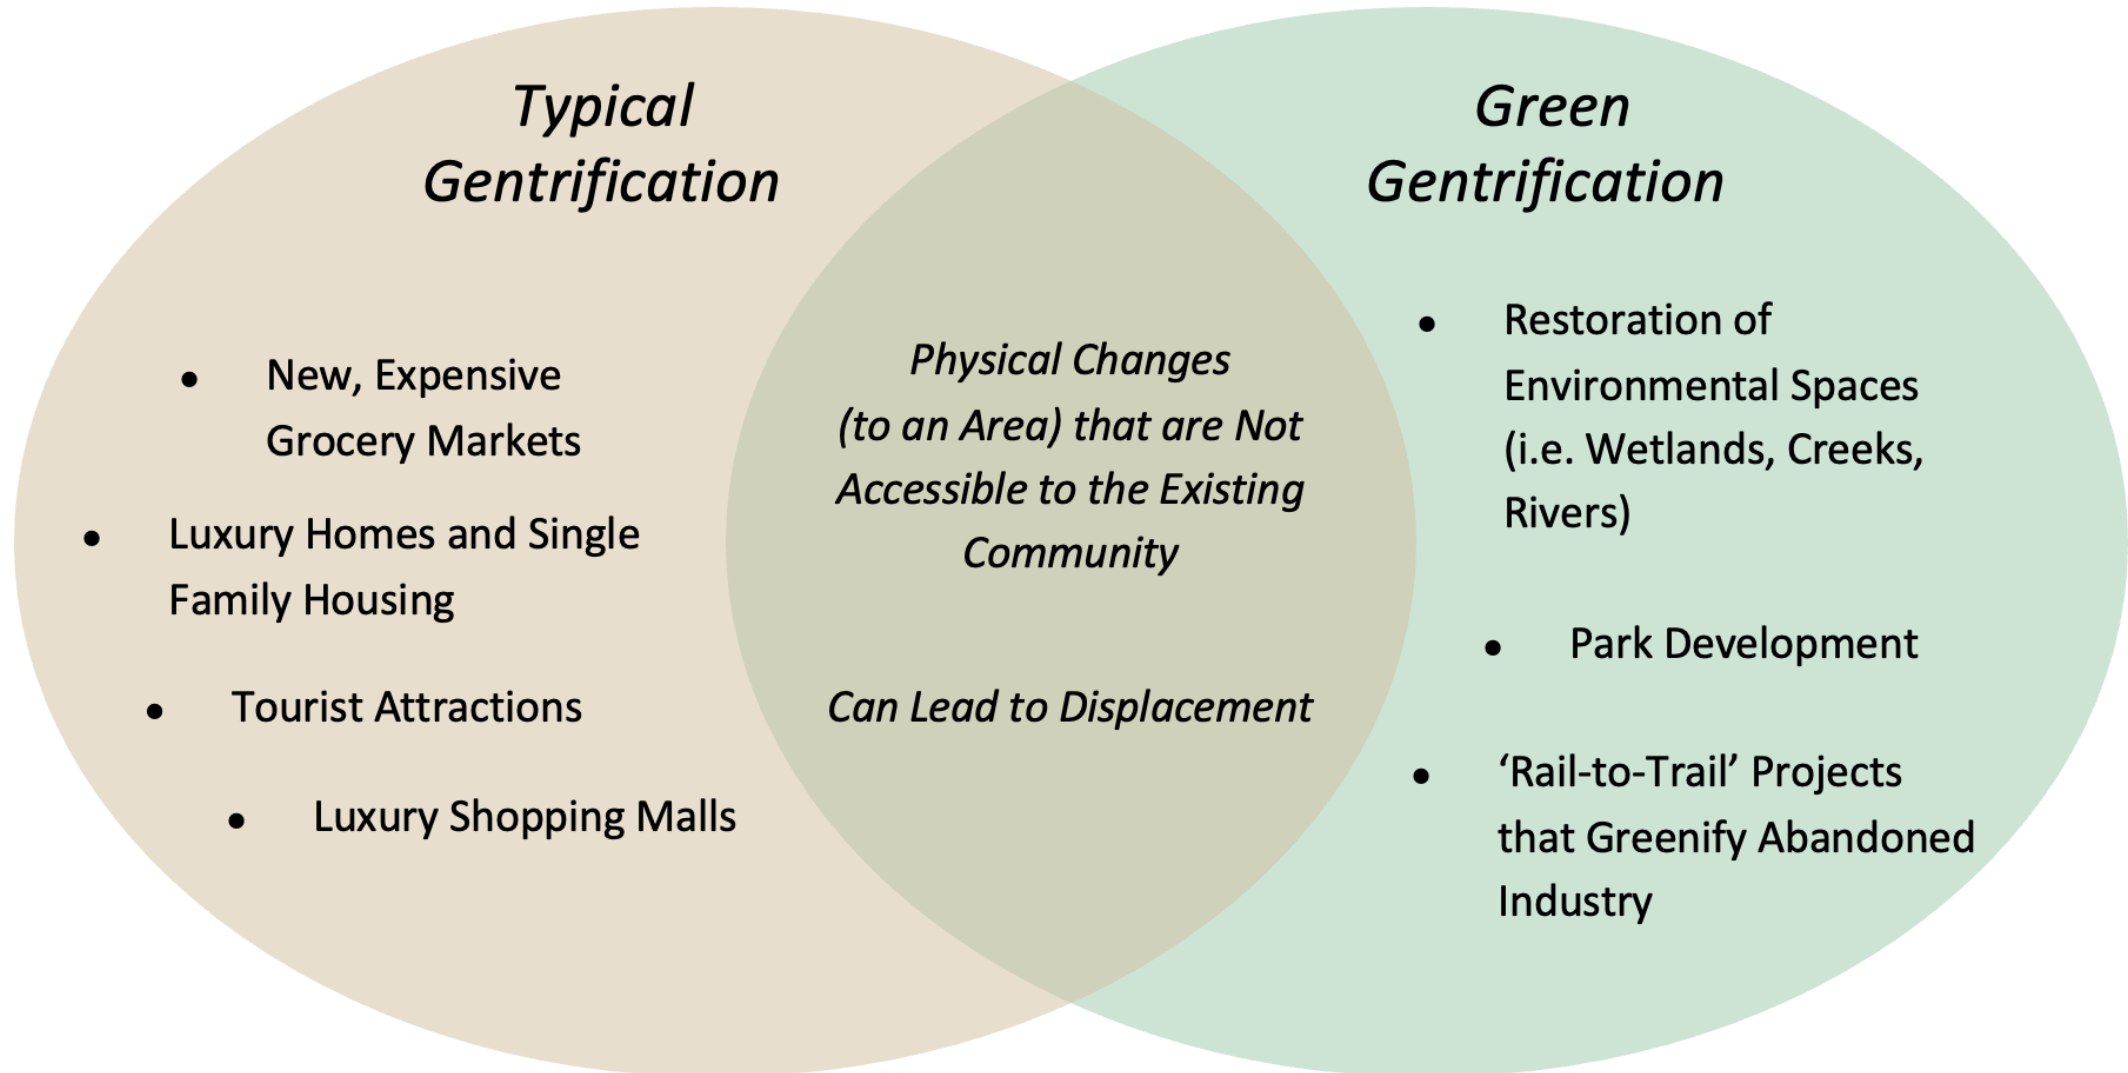 Typical
Gentrification
• New, Expensive
Grocery Markets
• Luxury Homes and Single
Family Housing
• Tourist Attractions
• Luxury Shopping Malls
Physical Changes
(to an Area) that are Not
Accessible to the Existing
Community
Can Lead to Displacement
Green
Gentrification
• Restoration of
Environmental Spaces
(i.e. Wetlands, Creeks,
Rivers)
• Park Development
• ‘Rail-to-Trail’ Projects
that Greenify Abandoned
Industry